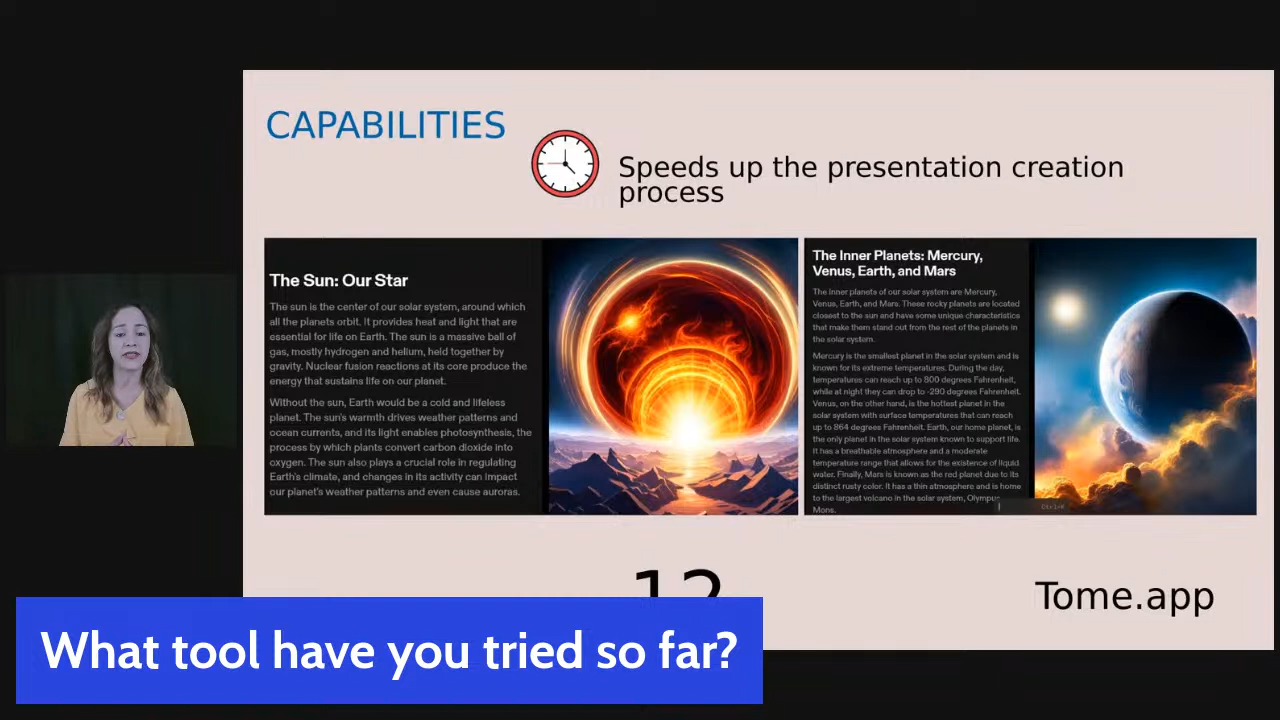 CAPABILITIES
Speeds up the presentation creation
process
The Sun: Our Star
The sun is the center of our solar system, around which
all the planets orbit. It provides heat and light that are
essential for life on Earth. The sun is a massive ball of
gas, mostly hydrogen and helium, held together by
gravity. Nuclear fusion reactions at its core produce the
energy that sustains life on our planet.
Without the sun, Earth would be a cold and lifeless
planet. The sun's warmth drives weather patterns and
ocean currents, and its light enables photosynthesis, the
process by which plants convert carbon dioxide into
oxygen. The sun also plays a crucial role in regulating
Earth's climate, and changes in its activity can impact
our planet's weather patterns and even cause auroras.
The Inner Planets: Mercury,
Venus, Earth, and Mars
The inner planets of our solar system are Mercury,
Venus, Earth, and Mars. These rocky planets are located
closest to the sun and have some unique characteristics
that make them stand out from the rest of the planets in
the solar system.
Mercury is the smallest planet in the solar system and is
known for its extreme temperatures. During the day,
temperatures can reach up to 800 degrees Fahrenheit,
while at night they can drop to -290 degrees Fahrenheit.
Venus, on the other hand, is the hottest planet in the
solar system with surface temperatures that can reach
up to 864 degrees Fahrenheit. Earth, our home planet, is
the only planet in the solar system known to support life.
It has a breathable atmosphere and a moderate
temperature range that allows for the existence of liquid
water. Finally, Mars is known as the red planet due to its
distinct rusty color. It has a thin atmosphere and is home
to the largest volcano in the solar system, Olympus
Mons.
Ctrl+K
12
Tome.app
What tool have you tried so far?